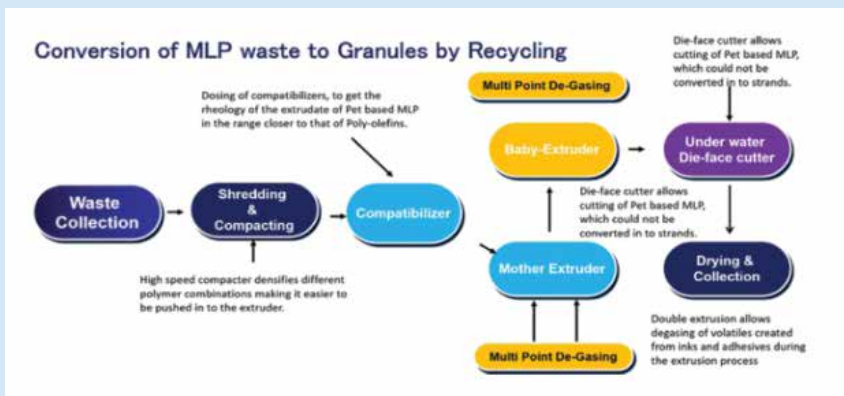 Conversion of MLP waste to Granules by Recycling
Dosing of compatibilizers, to get the
rheology of the extrudate of Pet based MLP
in the range closer to that of Poly-olefins.
Multi Point De-Gasing
Die-face cutter allows
cutting of Pet based MLP,
which could not be
converted in to strands.
Waste
Collection
Shredding
&
Compacting
Compatibilizer
Baby-Extruder
Under water
Die-face cutter
Die-face cutter allows
cutting of Pet based MLP,
which could not be
converted in to strands.
Mother Extruder
Drying &
Collection
High speed compacter densifies different
polymer combinations making it easier to
be pushed in to the extruder.
Multi Point De-Gasing
Double extrusion allows
degasing of volatiles created
from inks and adhesives during
the extrusion process